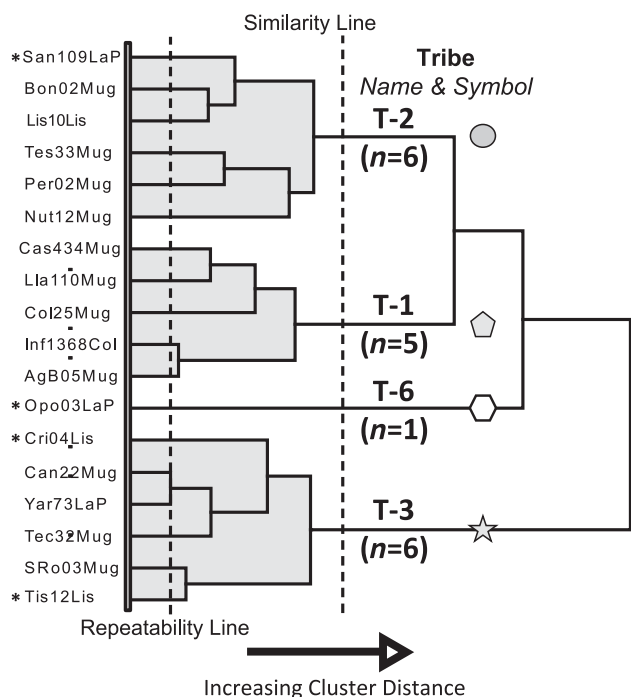 Similarity Line
Tribe
Name & Symbol
*San109LaP
Bon02Mug
Lis10Lis
Tes33Mug
Per02Mug
Nut12Mug
Cas434Mug
Lla110Mug
Col25Mug
Inf1368Col
AgB05Mug
*Opo03LaP
*Cri04Lis
Can22Mug
Yar73LaP
Tec32Mug
SRo03Mug
*Tis12Lis
T-2
(n=6)
T-1
(n=5)
T-6
(n=1)
T-3
(n=6)
Repeatability Line
Increasing Cluster Distance